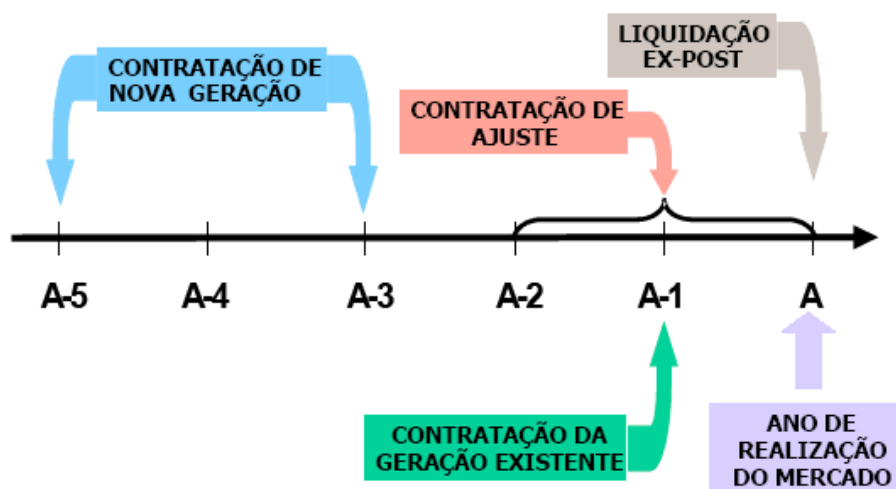 LIQUIDAÇÃO
EX-POST
CONTRATAÇÃO DE
NOVA GERAÇÃO
CONTRATAÇÃO DE
AJUSTE
A-5
A-4
A-3
A-2
A-1
A
CONTRATAÇÃO DA
GERAÇÃO EXISTENTE
ANO DE
REALIZAÇÃO
DO MERCADO